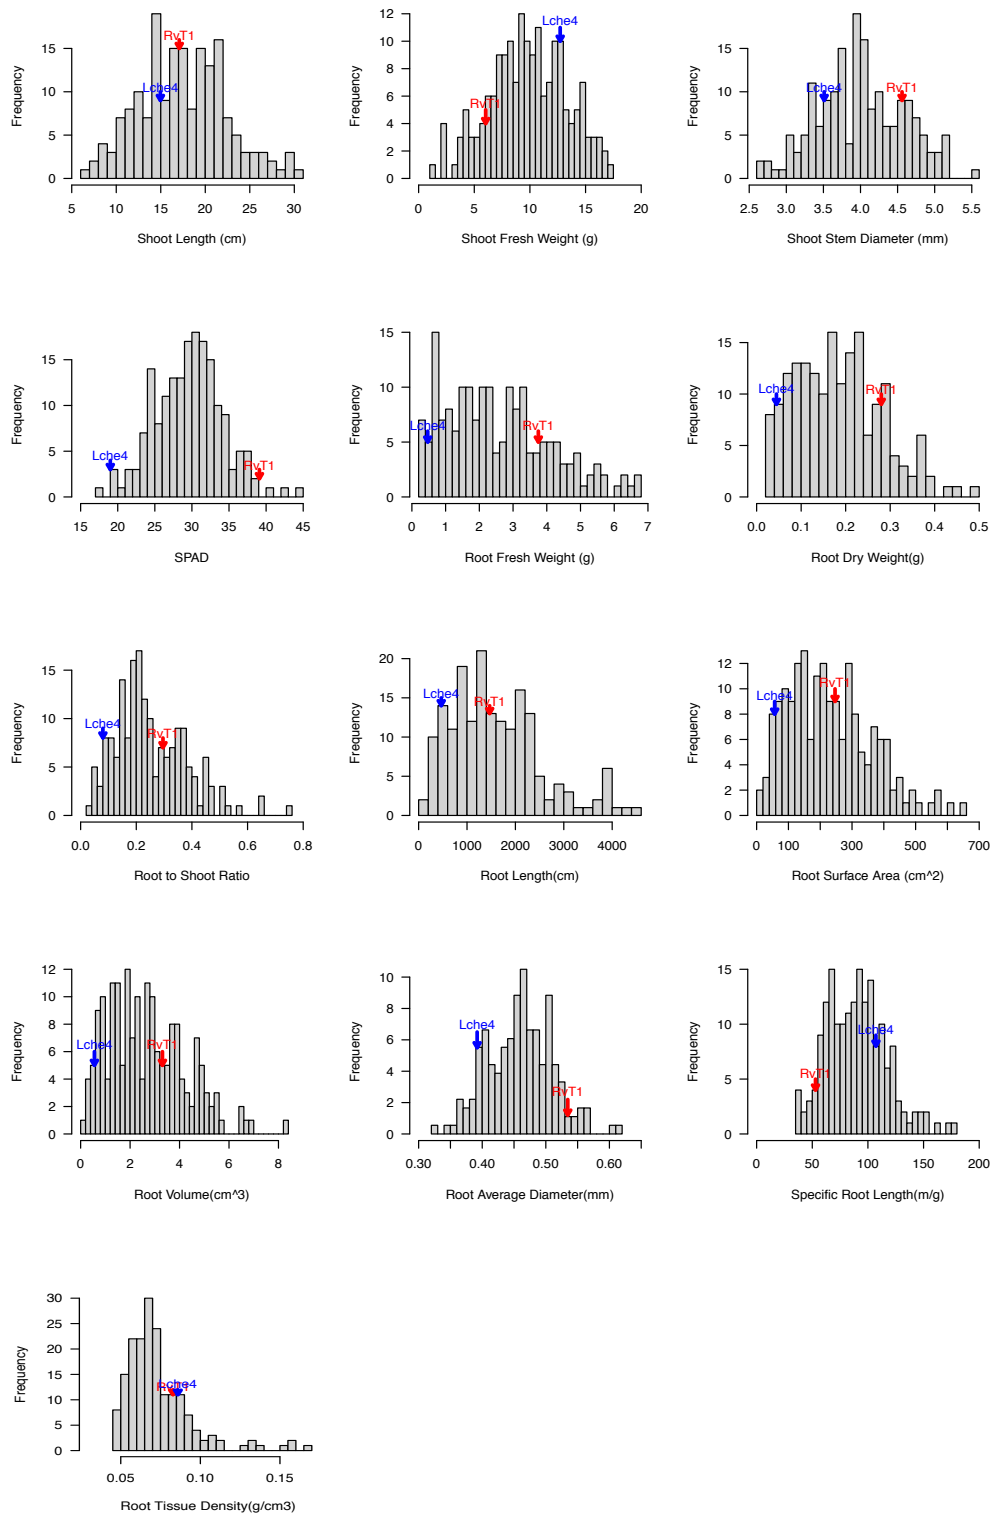 Frequency
0
5
10
15
5
10
15
20
25
30
RvT1
Lche4
Shoot Length (cm)
Frequency
0
2
4
6
8
10
12
0
5
10
15
20
Lche4
RvT1
Shoot Fresh Weight (g)
Frequency
0
5
10
15
2.5
3.0
3.5
4.0
4.5
5.0
5.5
Lche4
RvT1
Shoot Stem Diameter (mm)
Frequency
0
5
10
15
15
20
25
30
35
40
45
Lche4
RvT1
SPAD
Frequency
0
5
10
15
0
1
2
3
4
5
6
7
Lche4
RvT1
Root Fresh Weight (g)
Frequency
0
5
10
15
0.0
0.1
0.2
0.3
0.4
0.5
Lche4
RvT1
Root Dry Weight(g)
Frequency
0
5
10
15
0.0
0.2
0.4
0.6
0.8
Lche4
RvT1
Root to Shoot Ratio
Frequency
0
5
10
15
20
0
1000
2000
3000
4000
Lche4
RvT1
Root Length(cm)
Frequency
0
2
4
6
8
10
12
0
100
300
500
700
Lche4
RvT1
Root Surface Area (cm^2)
Frequency
0
2
4
6
8
10
12
0
2
4
6
8
Lche4
RvT1
Root Volume(cm^3)
Frequency
0
2
4
6
8
10
0.30
0.40
0.50
0.60
Lche4
RvT1
Root Average Diameter(mm)
Frequency
0
5
10
15
0
50
100
150
200
Lche4
RvT1
Specific Root Length(m/g)
Frequency
0
5
10
15
20
25
30
0.05
0.10
0.15
RvT1
Lche4
Root Tissue Density(g/cm3)